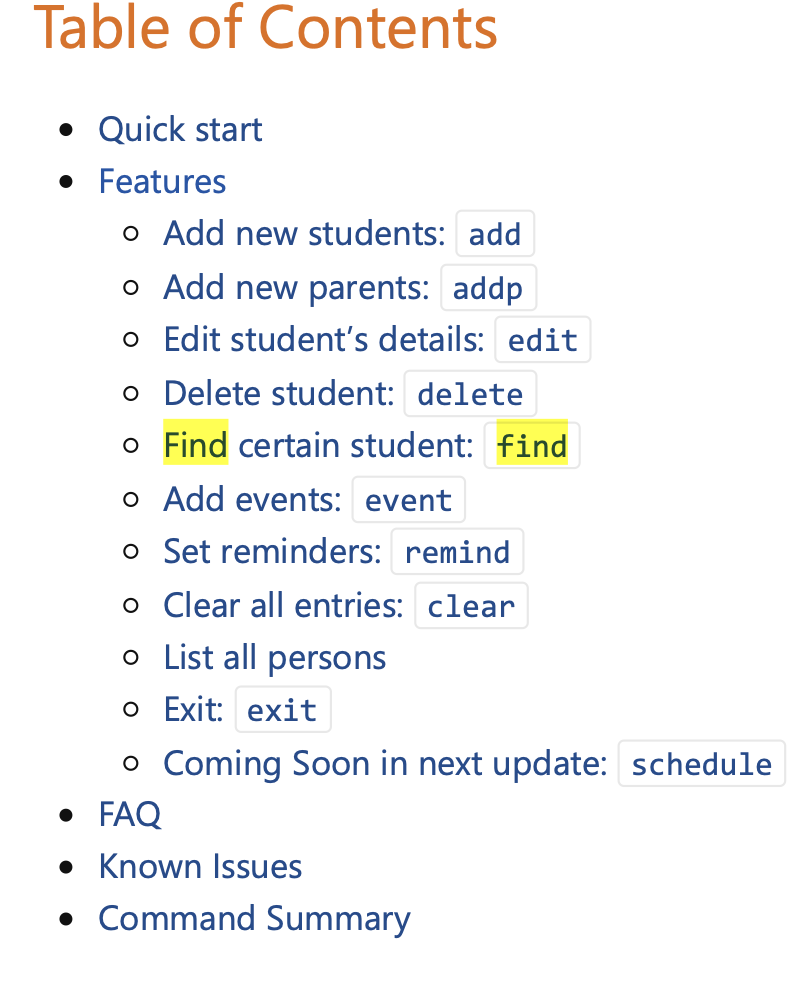 Table of Contents
Quick start
Features
Add new students: add
Add new parents: addp
Edit student’s details: edit
Delete student: delete
Find certain student: find
Add events: event
Set reminders: remind
Clear all entries: clear
List all persons
Exit: exit
Coming Soon in next update: schedule
FAQ
Known Issues
Command Summary